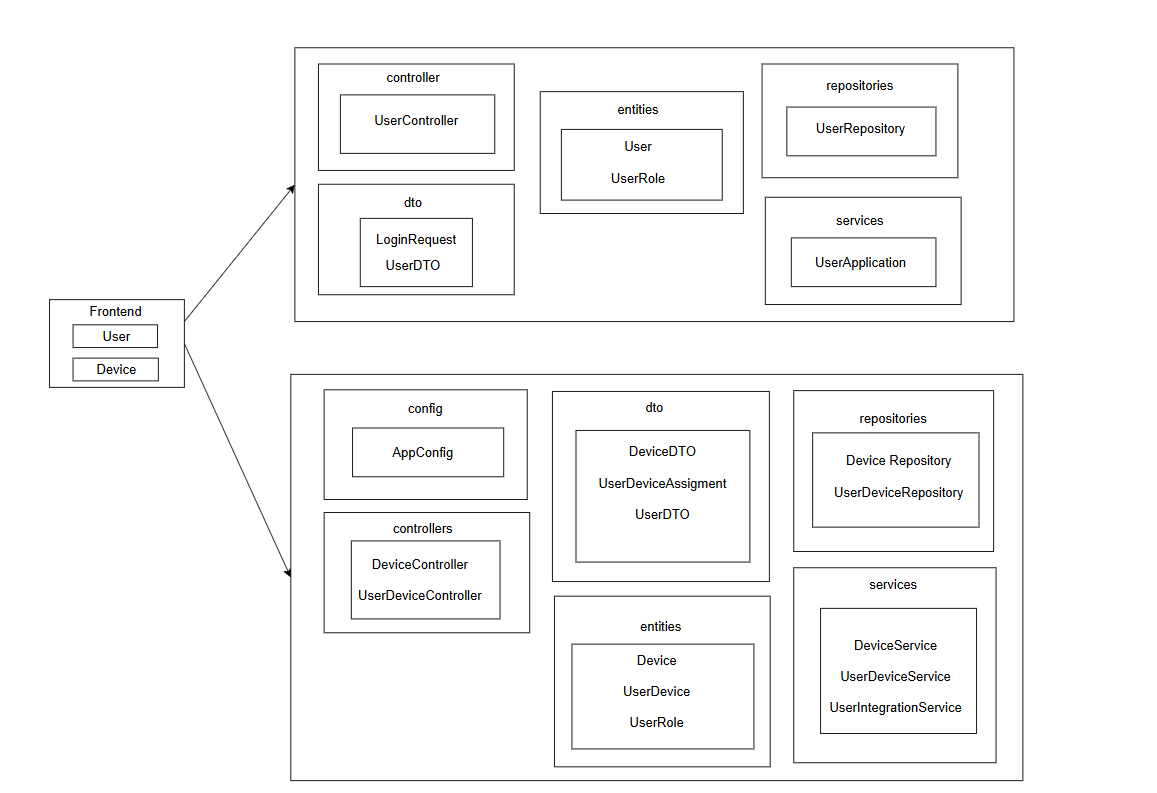 Frontend
User
Device
controller
UserController
dto
LoginRequest
UserDTO
entities
User
UserRole
repositories
UserRepository
services
UserApplication
config
AppConfig
controllers
DeviceController
UserDeviceController
dto
DeviceDTO
UserDeviceAssigment
UserDTO
entities
Device
UserDevice
UserRole
repositories
Device Repository
UserDeviceRepository
services
DeviceService
UserDeviceService
UserIntegrationService